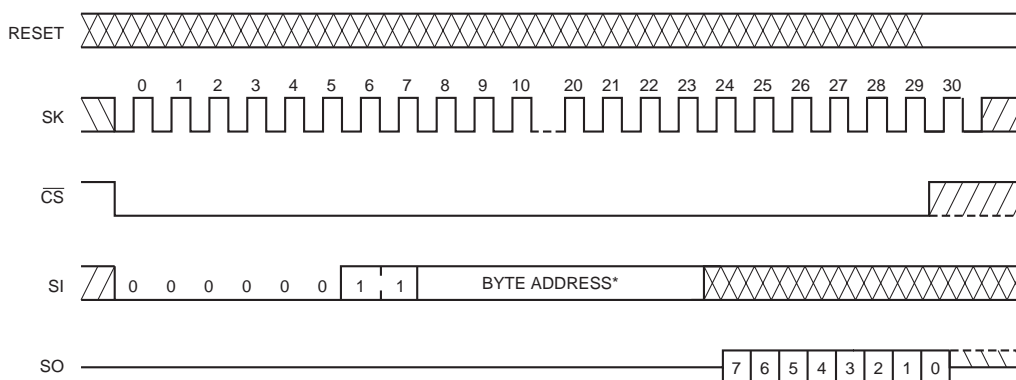 RESET
0 1 2 3 4 5 6 7 8 9 10 20 21 22 23 24 25 26 27 28 29 30
SK
CS
SI 0 0 0 0 0 0 1 1 BYTE ADDRESS*
SO 7 6 5 4 3 2 1 0